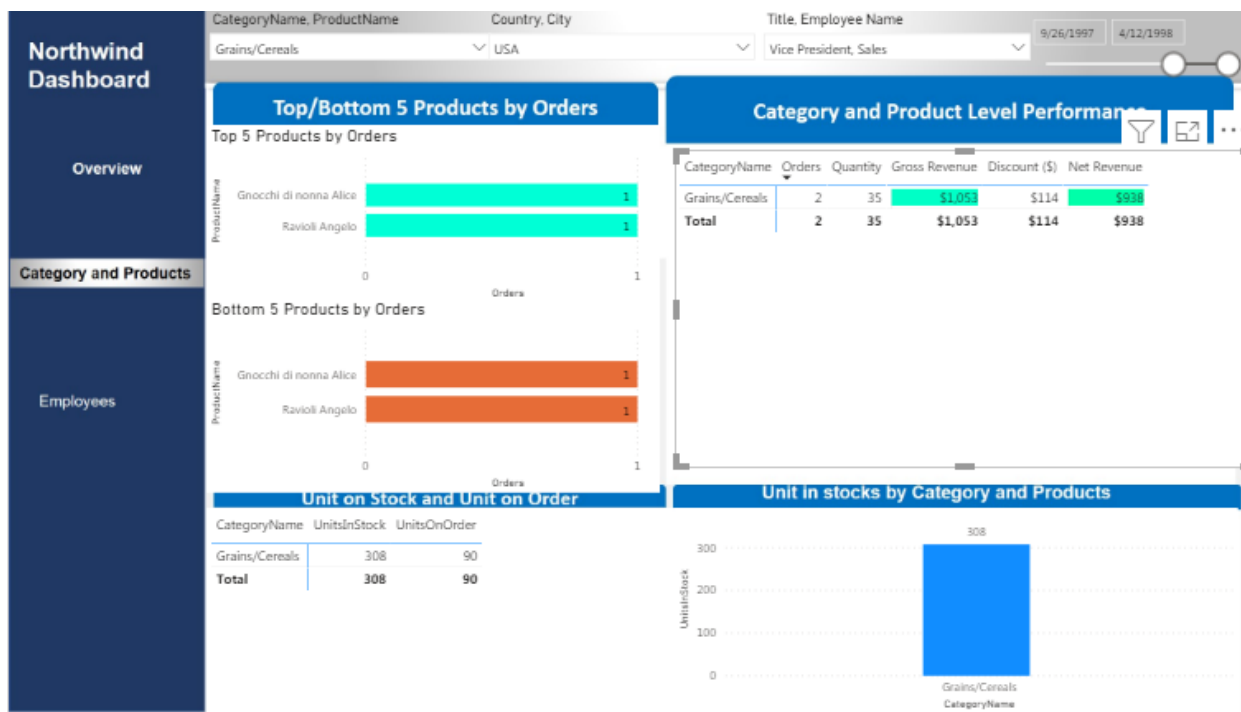 Northwind
Dashboard
Overview
Category and Products
Employees
CategoryName, ProductName
Grains/Cereals
Country, City
USA
Title, Employee Name
Vice President, Sales
9/26/1997 4/12/1998
Top/Bottom 5 Products by Orders
Top 5 Products by Orders
ProductName
Gnocchi di nonna Alice 1
Ravioli Angelo 1
0 1
Orders
Bottom 5 Products by Orders
ProductName
Gnocchi di nonna Alice 1
Ravioli Angelo 1
0 1
Orders
Category and Product Level Performance
CategoryName Orders Quantity Gross Revenue Discount ($) Net Revenue
Grains/Cereals 2 35 $1,053 $114 $938
Total 2 35 $1,053 $114 $938
Unit on Stock and Unit on Order
CategoryName UnitsInStock UnitsOnOrder
Grains/Cereals 308 90
Total 308 90
Unit in stocks by Category and Products
308
300
200
100
0
UnitsInStock
Grains/Cereals
CategoryName